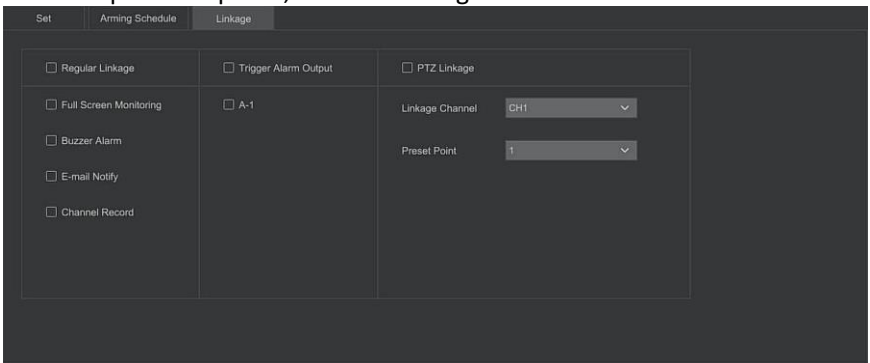 Set Arming Schedule Linkage
Regular Linkage Trigger Alarm Output PTZ Linkage
Full Screen Monitoring A-1 Linkage Channel CH1
Buzzer Alarm
Preset Point 1
E-mail Notify
Channel Record